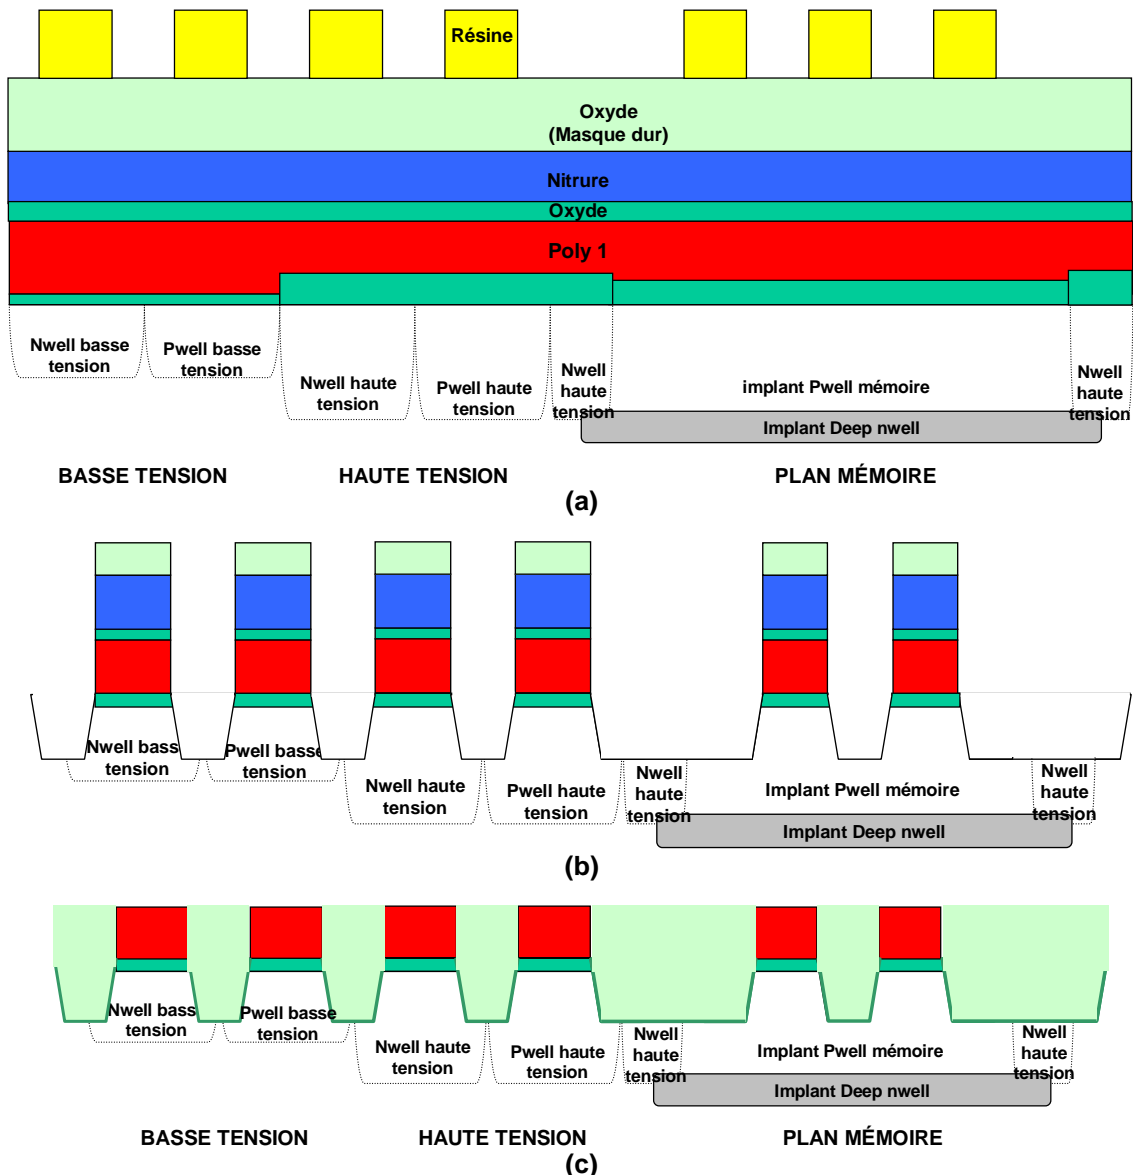 Résine
Oxyde
(Masque dur)
Nitrure
Oxyde
Poly 1
Nwell basse
tension
Pwell basse
tension
Nwell haute
tension
Pwell haute
tension
Nwell
haute
tension
implant Pwell mémoire
Nwell
haute
tension
Implant Deep nwell
BASSE TENSION
HAUTE TENSION
PLAN MÉMOIRE
(a)
Nwell basse
tension
Pwell basse
tension
Nwell haute
tension
Pwell haute
tension
Nwell
haute
tension
Implant Pwell mémoire
Nwell
haute
tension
Implant Deep nwell
(b)
Nwell basse
tension
Pwell basse
tension
Nwell haute
tension
Pwell haute
tension
Nwell
haute
tension
Implant Pwell mémoire
Nwell
haute
tension
Implant Deep nwell
BASSE TENSION
HAUTE TENSION
PLAN MÉMOIRE
(c)